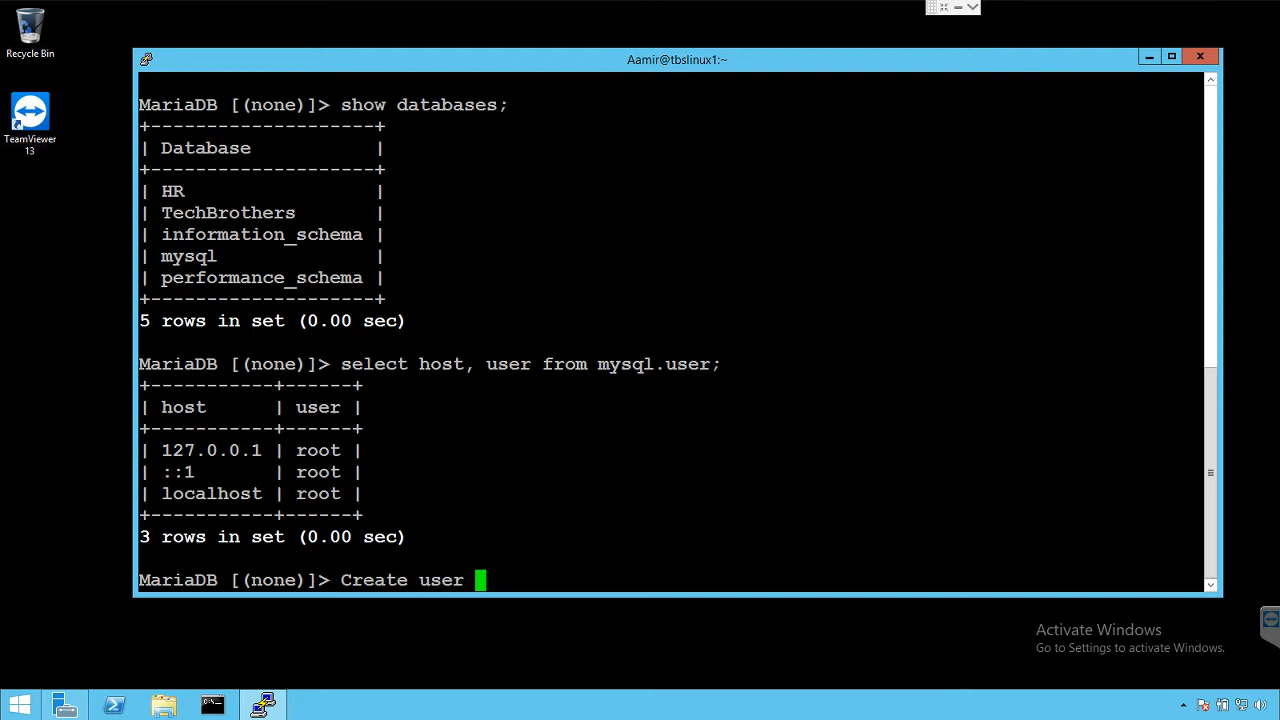 Recycle Bin
TeamViewer
13
Aamir@tbslinux1:~
MariaDB [(none)]> show databases;
+--------------------+
| Database           |
+--------------------+
| HR                 |
| TechBrothers       |
| information_schema |
| mysql              |
| performance_schema |
+--------------------+
5 rows in set (0.00 sec)
MariaDB [(none)]> select host, user from mysql.user;
+-----------+------+
| host      | user |
+-----------+------+
| 127.0.0.1 | root |
| ::1       | root |
| localhost | root |
+-----------+------+
3 rows in set (0.00 sec)
MariaDB [(none)]> Create user
Activate Windows
Go to Settings to activate Windows.